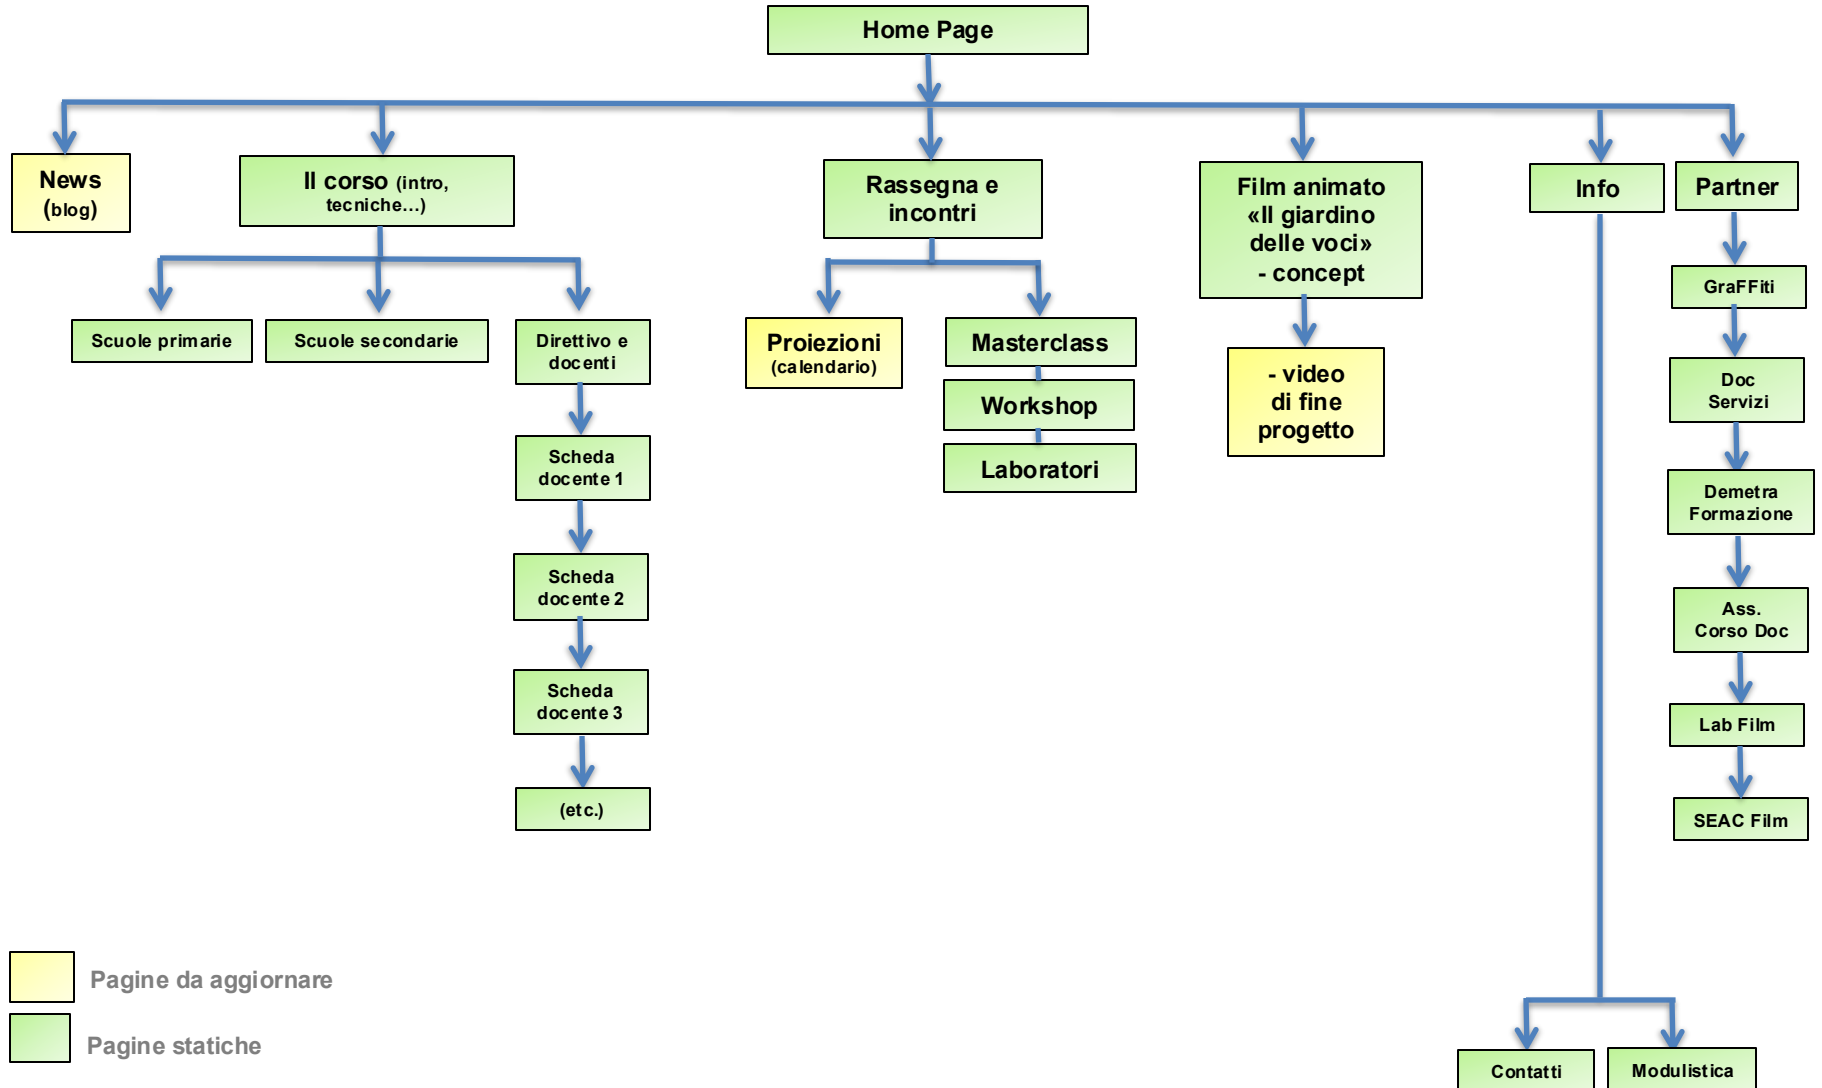 Home Page
News
(blog)
Il corso (intro,
tecniche...)
Rassegna e
incontri
Film animato
«Il giardino
delle voci»
- concept
Info
Partner
Scuole primarie
Scuole secondarie
Direttivo e
docenti
Scheda
docente 1
Scheda
docente 2
Scheda
docente 3
(etc.)
Proiezioni
(calendario)
Masterclass
Workshop
Laboratori
- video
di fine
progetto
GraFFiti
Doc
Servizi
Demetra
Formazione
Ass.
Corso Doc
Lab Film
SEAC Film
Contatti
Modulistica
Pagine da aggiornare
Pagine statiche